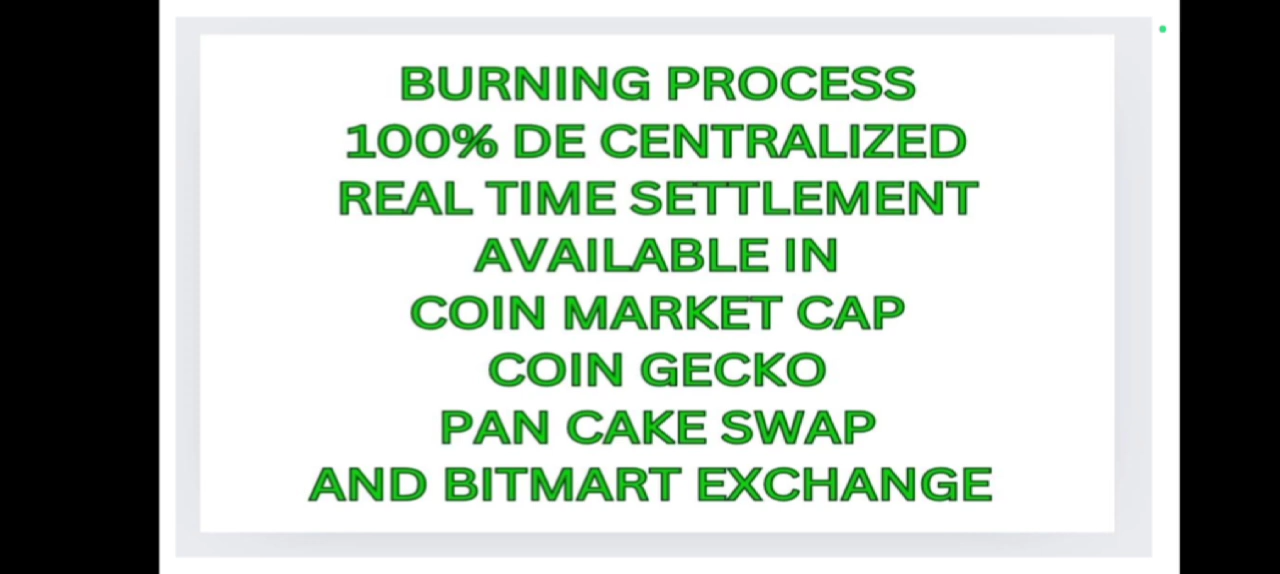 BURNING PROCESS
100% DE CENTRALIZED
REAL TIME SETTLEMENT
AVAILABLE IN
COIN MARKET CAP
COIN GECKO
PAN CAKE SWAP
AND BITMART EXCHANGE